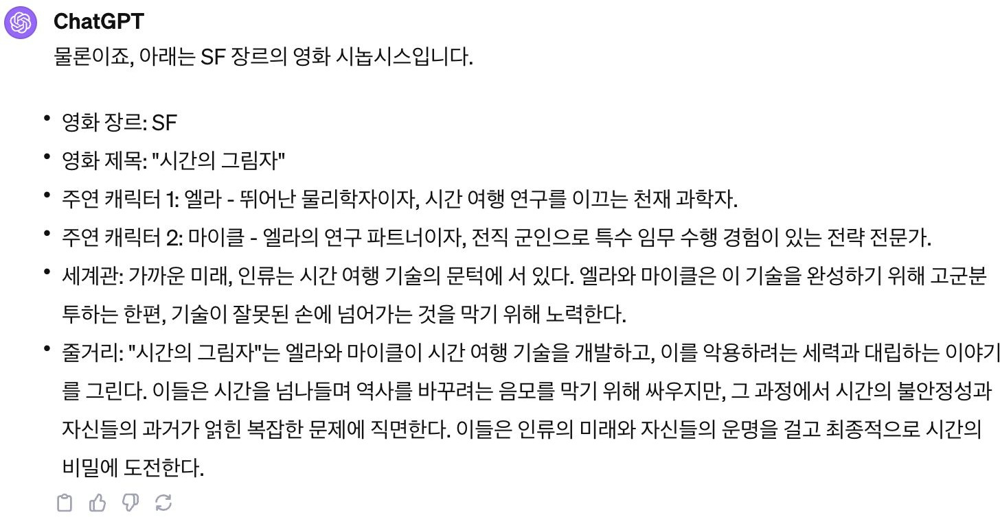 ChatGPT
물론이죠, 아래는 SF 장르의 영화 시놉시스입니다.
• 영화 장르: SF
• 영화 제목: "시간의 그림자"
• 주연 캐릭터 1: 엘라 - 뛰어난 물리학자이자, 시간 여행 연구를 이끄는 천재 과학자.
• 주연 캐릭터 2: 마이클 - 엘라의 연구 파트너이자, 전직 군인으로 특수 임무 수행 경험이 있는 전략 전문가.
• 세계관: 가까운 미래, 인류는 시간 여행 기술의 문턱에 서 있다. 엘라와 마이클은 이 기술을 완성하기 위해 고군분
투하는 한편, 기술이 잘못된 손에 넘어가는 것을 막기 위해 노력한다.
• 줄거리: "시간의 그림자"는 엘라와 마이클이 시간 여행 기술을 개발하고, 이를 악용하려는 세력과 대립하는 이야기
를 그린다. 이들은 시간을 넘나들며 역사를 바꾸려는 음모를 막기 위해 싸우지만, 그 과정에서 시간의 불안정성과
자신들의 과거가 얽힌 복잡한 문제에 직면한다. 이들은 인류의 미래와 자신들의 운명을 걸고 최종적으로 시간의
비밀에 도전한다.